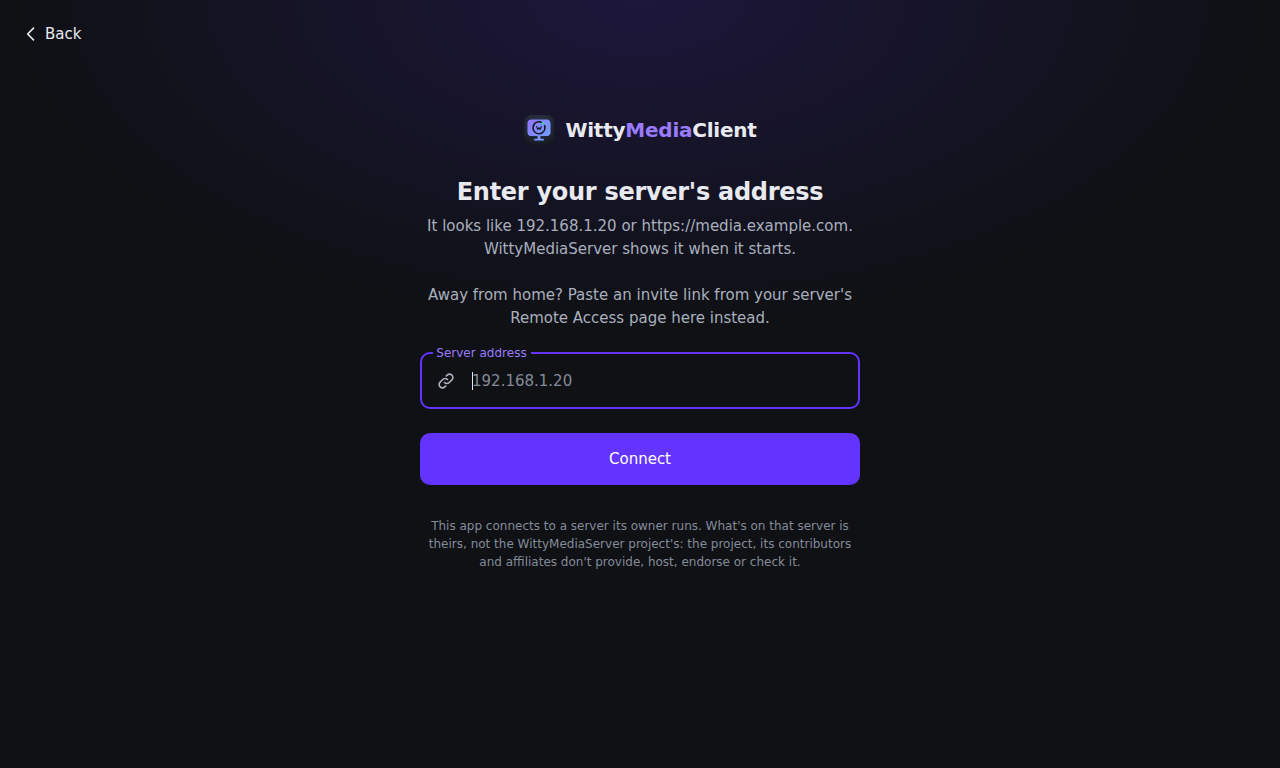 Back
WittyMediaClient
Enter your server's address
It looks like 192.168.1.20 or https://media.example.com.
WittyMediaServer shows it when it starts.
Away from home? Paste an invite link from your server's
Remote Access page here instead.
Server address
192.168.1.20
Connect
This app connects to a server its owner runs. What's on that server is
theirs, not the WittyMediaServer project's: the project, its contributors
and affiliates don't provide, host, endorse or check it.